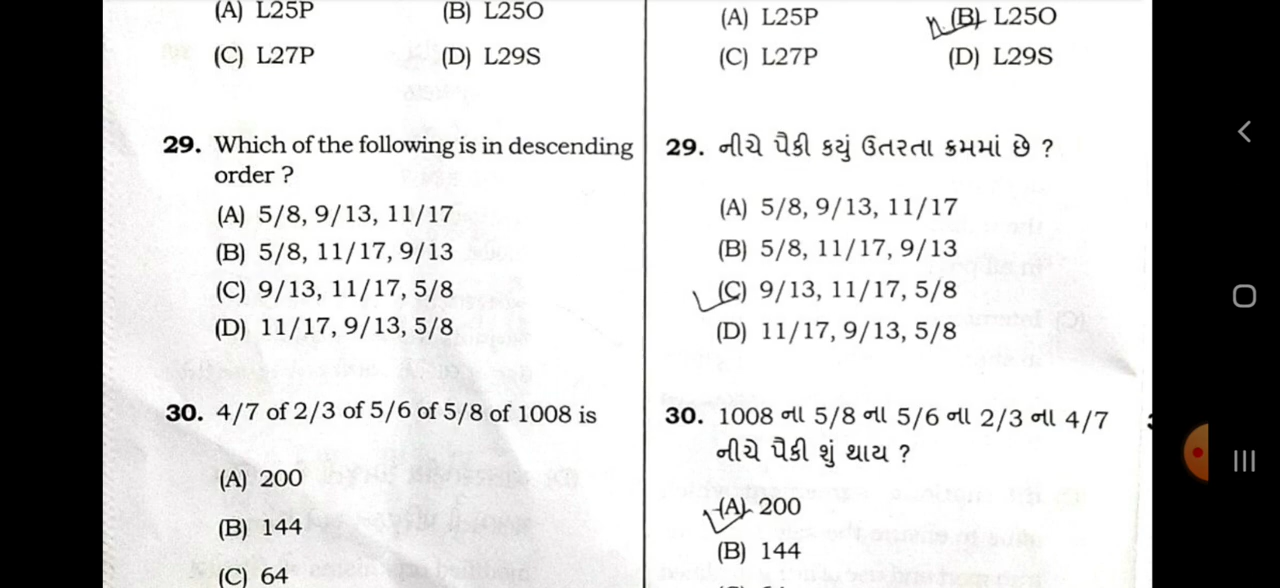 (A) L25P (B) L25O
(C) L27P (D) L29S
29. Which of the following is in descending
order ?
(A) 5/8, 9/13, 11/17
(B) 5/8, 11/17, 9/13
(C) 9/13, 11/17, 5/8
(D) 11/17, 9/13, 5/8
30. 4/7 of 2/3 of 5/6 of 5/8 of 1008 is
(A) 200
(B) 144
(C) 64
(A) L25P (B) L25O
(C) L27P (D) L29S
29. નીચે પૈકી કયું ઉતરતા ક્રમમાં છે ?
(A) 5/8, 9/13, 11/17
(B) 5/8, 11/17, 9/13
(C) 9/13, 11/17, 5/8
(D) 11/17, 9/13, 5/8
30. 1008 ના 5/8 ના 5/6 ના 2/3 ના 4/7
નીચે પૈકી શું થાય ?
(A) 200
(B) 144